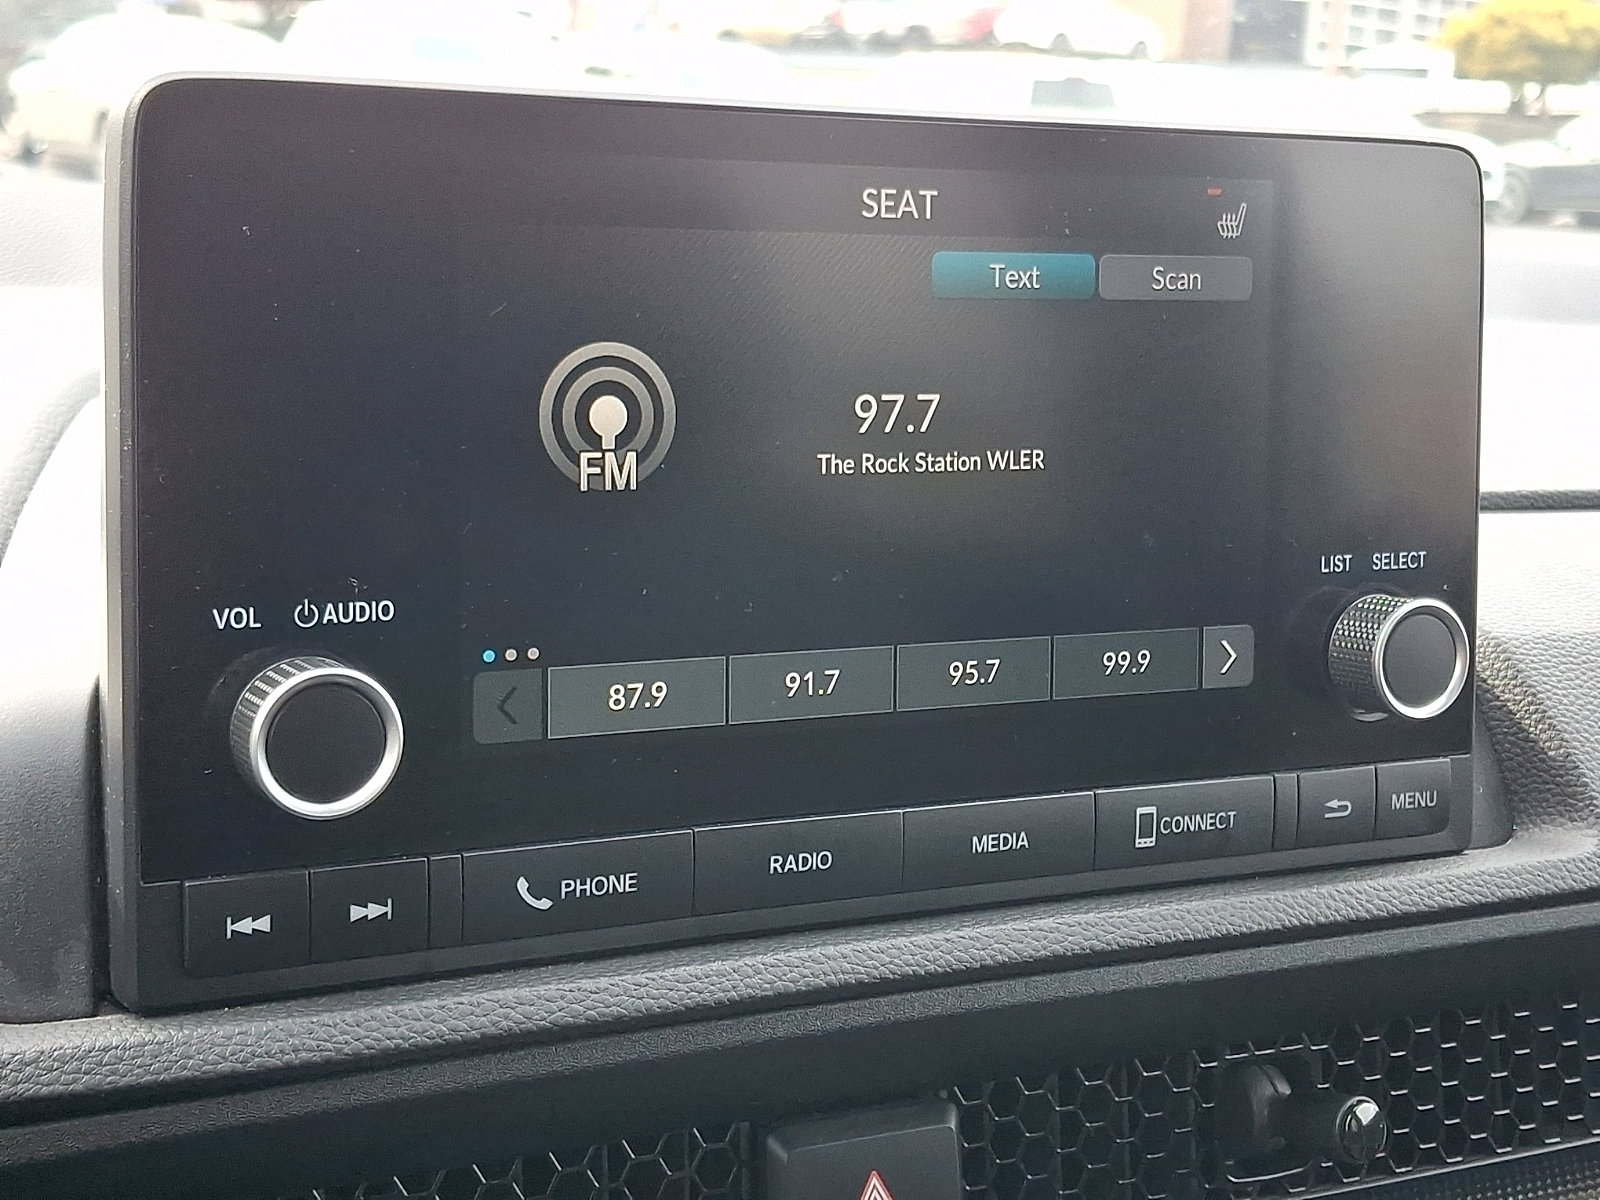 SEAT
Text Scan
FM
97.7
The Rock Station WLER
LIST SELECT
VOL AUDIO
87.9 91.7 95.7 99.9
PHONE RADIO MEDIA CONNECT MENU